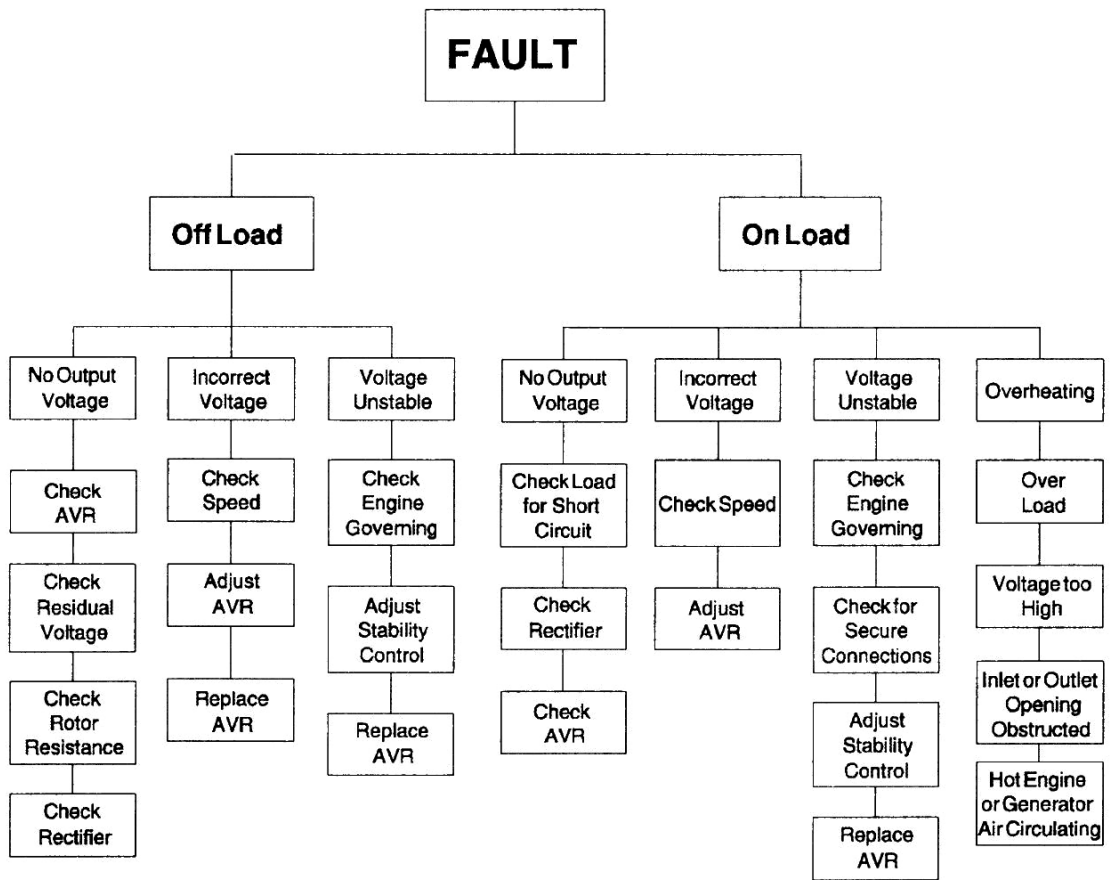 FAULT
Off Load
On Load
No Output
Voltage
Check
AVR
Check
Residual
Voltage
Check
Rotor
Resistance
Check
Rectifier
Incorrect
Voltage
Check
Speed
Adjust
AVR
Replace
AVR
Voltage
Unstable
Check
Engine
Governing
Adjust
Stability
Control
Replace
AVR
No Output
Voltage
Check Load
for Short
Circuit
Check
Rectifier
Check
AVR
Incorrect
Voltage
Check Speed
Adjust
AVR
Voltage
Unstable
Check
Engine
Governing
Check for
Secure
Connections
Adjust
Stability
Control
Replace
AVR
Overheating
Over
Load
Voltage too
High
Inlet or Outlet
Opening
Obstructed
Hot Engine
or Generator
Air Circulating